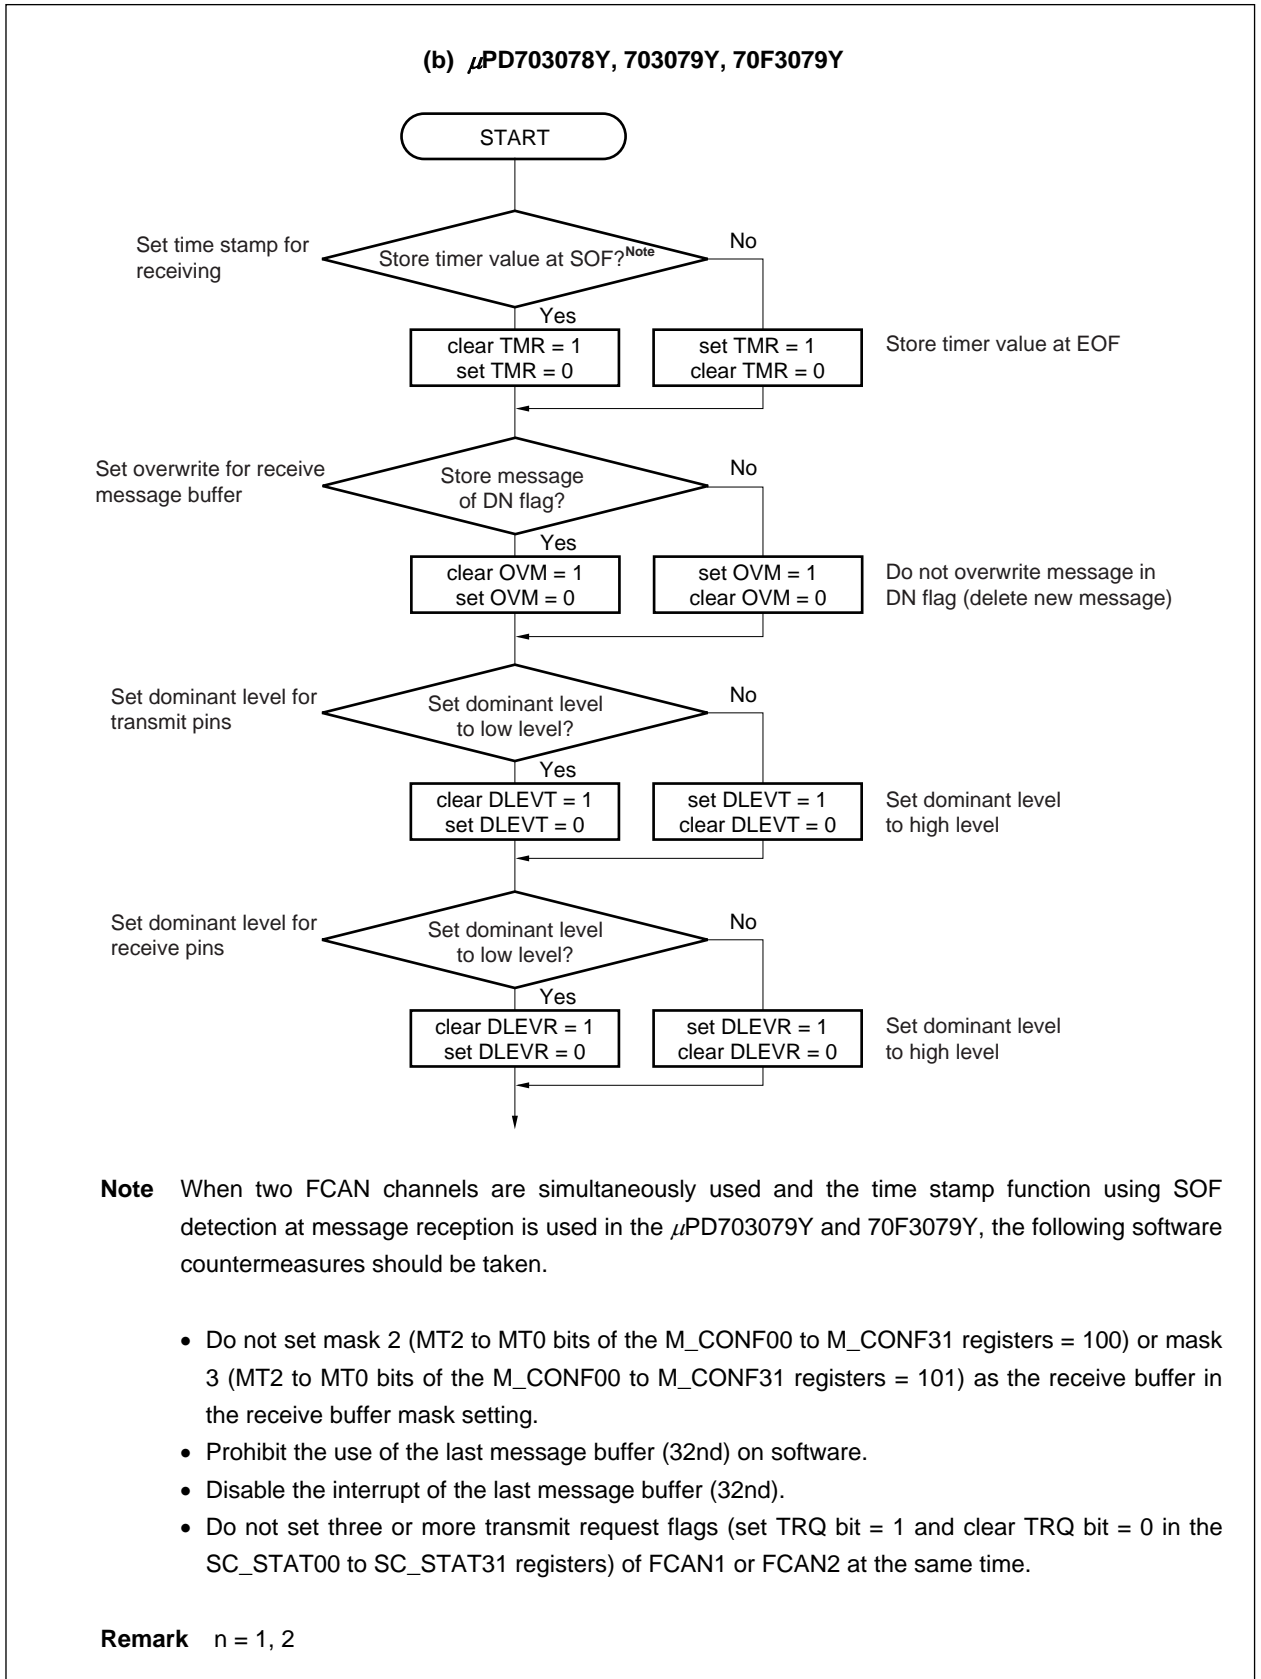 (b) μPD703078Y, 703079Y, 70F3079Y
START
Set time stamp for
receiving
Store timer value at SOF?Note
No
Yes
clear TMR = 1
set TMR = 0
set TMR = 1
clear TMR = 0
Store timer value at EOF
Set overwrite for receive
message buffer
Store message
of DN flag?
No
Yes
clear OVM = 1
set OVM = 0
set OVM = 1
clear OVM = 0
Do not overwrite message in
DN flag (delete new message)
Set dominant level for
transmit pins
Set dominant level
to low level?
No
Yes
clear DLEVT = 1
set DLEVT = 0
set DLEVT = 1
clear DLEVT = 0
Set dominant level
to high level
Set dominant level for
receive pins
Set dominant level
to low level?
No
Yes
clear DLEVR = 1
set DLEVR = 0
set DLEVR = 1
clear DLEVR = 0
Set dominant level
to high level
Note When two FCAN channels are simultaneously used and the time stamp function using SOF
detection at message reception is used in the μPD703079Y and 70F3079Y, the following software
countermeasures should be taken.
• Do not set mask 2 (MT2 to MT0 bits of the M_CONF00 to M_CONF31 registers = 100) or mask
3 (MT2 to MT0 bits of the M_CONF00 to M_CONF31 registers = 101) as the receive buffer in
the receive buffer mask setting.
• Prohibit the use of the last message buffer (32nd) on software.
• Disable the interrupt of the last message buffer (32nd).
• Do not set three or more transmit request flags (set TRQ bit = 1 and clear TRQ bit = 0 in the
SC_STAT00 to SC_STAT31 registers) of FCAN1 or FCAN2 at the same time.
Remark n = 1, 2